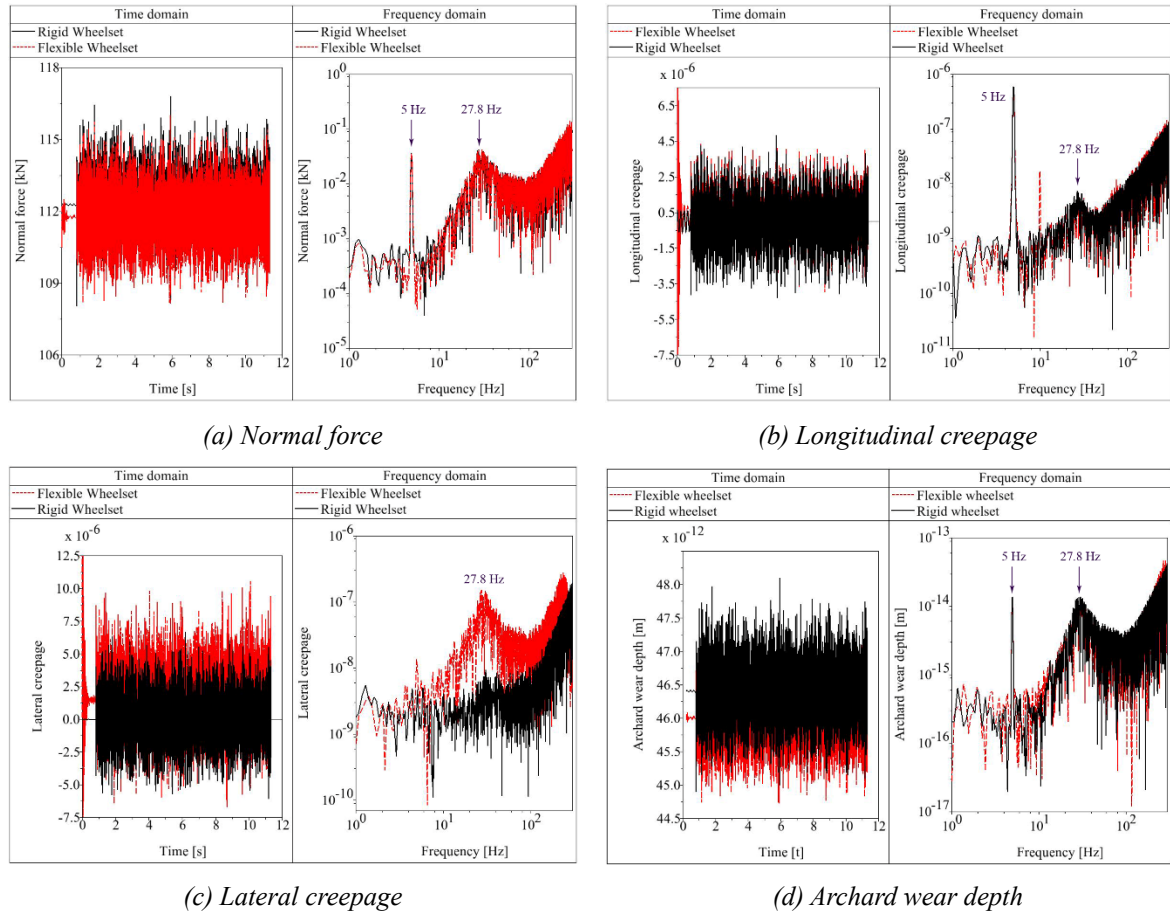 Time domain
Frequency domain
Rigid Wheelset
Flexible Wheelset
Rigid Wheelset
Flexible Wheelset
118
115
112
109
106
Normal force [kN]
0 2 4 6 8 10 12
Time [s]
10^0
10^-1
10^-2
10^-3
10^-4
10^-5
Normal force [kN]
5 Hz
27.8 Hz
10^0 10^1 10^2
Frequency [Hz]
(a) Normal force
Time domain
Frequency domain
Flexible Wheelset
Rigid Wheelset
Flexible Wheelset
Rigid Wheelset
x 10^-6
6.5
4.5
2.5
0.5
-1.5
-3.5
-5.5
-7.5
Longitudinal creepage
0 2 4 6 8 10 12
Time [s]
10^-6
10^-7
10^-8
10^-9
10^-10
10^-11
Longitudinal creepage
5 Hz
27.8 Hz
10^0 10^1 10^2
Frequency [Hz]
(b) Longitudinal creepage
Time domain
Frequency domain
Flexible Wheelset
Rigid Wheelset
Flexible Wheelset
Rigid Wheelset
x 10^-6
12.5
10.0
7.5
5.0
2.5
0.0
-2.5
-5.0
-7.5
Lateral creepage
0 2 4 6 8 10 12
Time [s]
10^-6
10^-7
10^-8
10^-9
10^-10
Lateral creepage
27.8 Hz
10^0 10^1 10^2
Frequency [Hz]
(c) Lateral creepage
Time domain
Frequency domain
Flexible wheelset
Rigid wheelset
Flexible wheelset
Rigid wheelset
x 10^-12
48.0
47.5
47.0
46.5
46.0
45.5
45.0
44.5
Archard wear depth [m]
0 2 4 6 8 10 12
Time [t]
10^-13
10^-14
10^-15
10^-16
10^-17
Archard wear depth [m]
5 Hz
27.8 Hz
10^0 10^1 10^2
Frequency [Hz]
(d) Archard wear depth